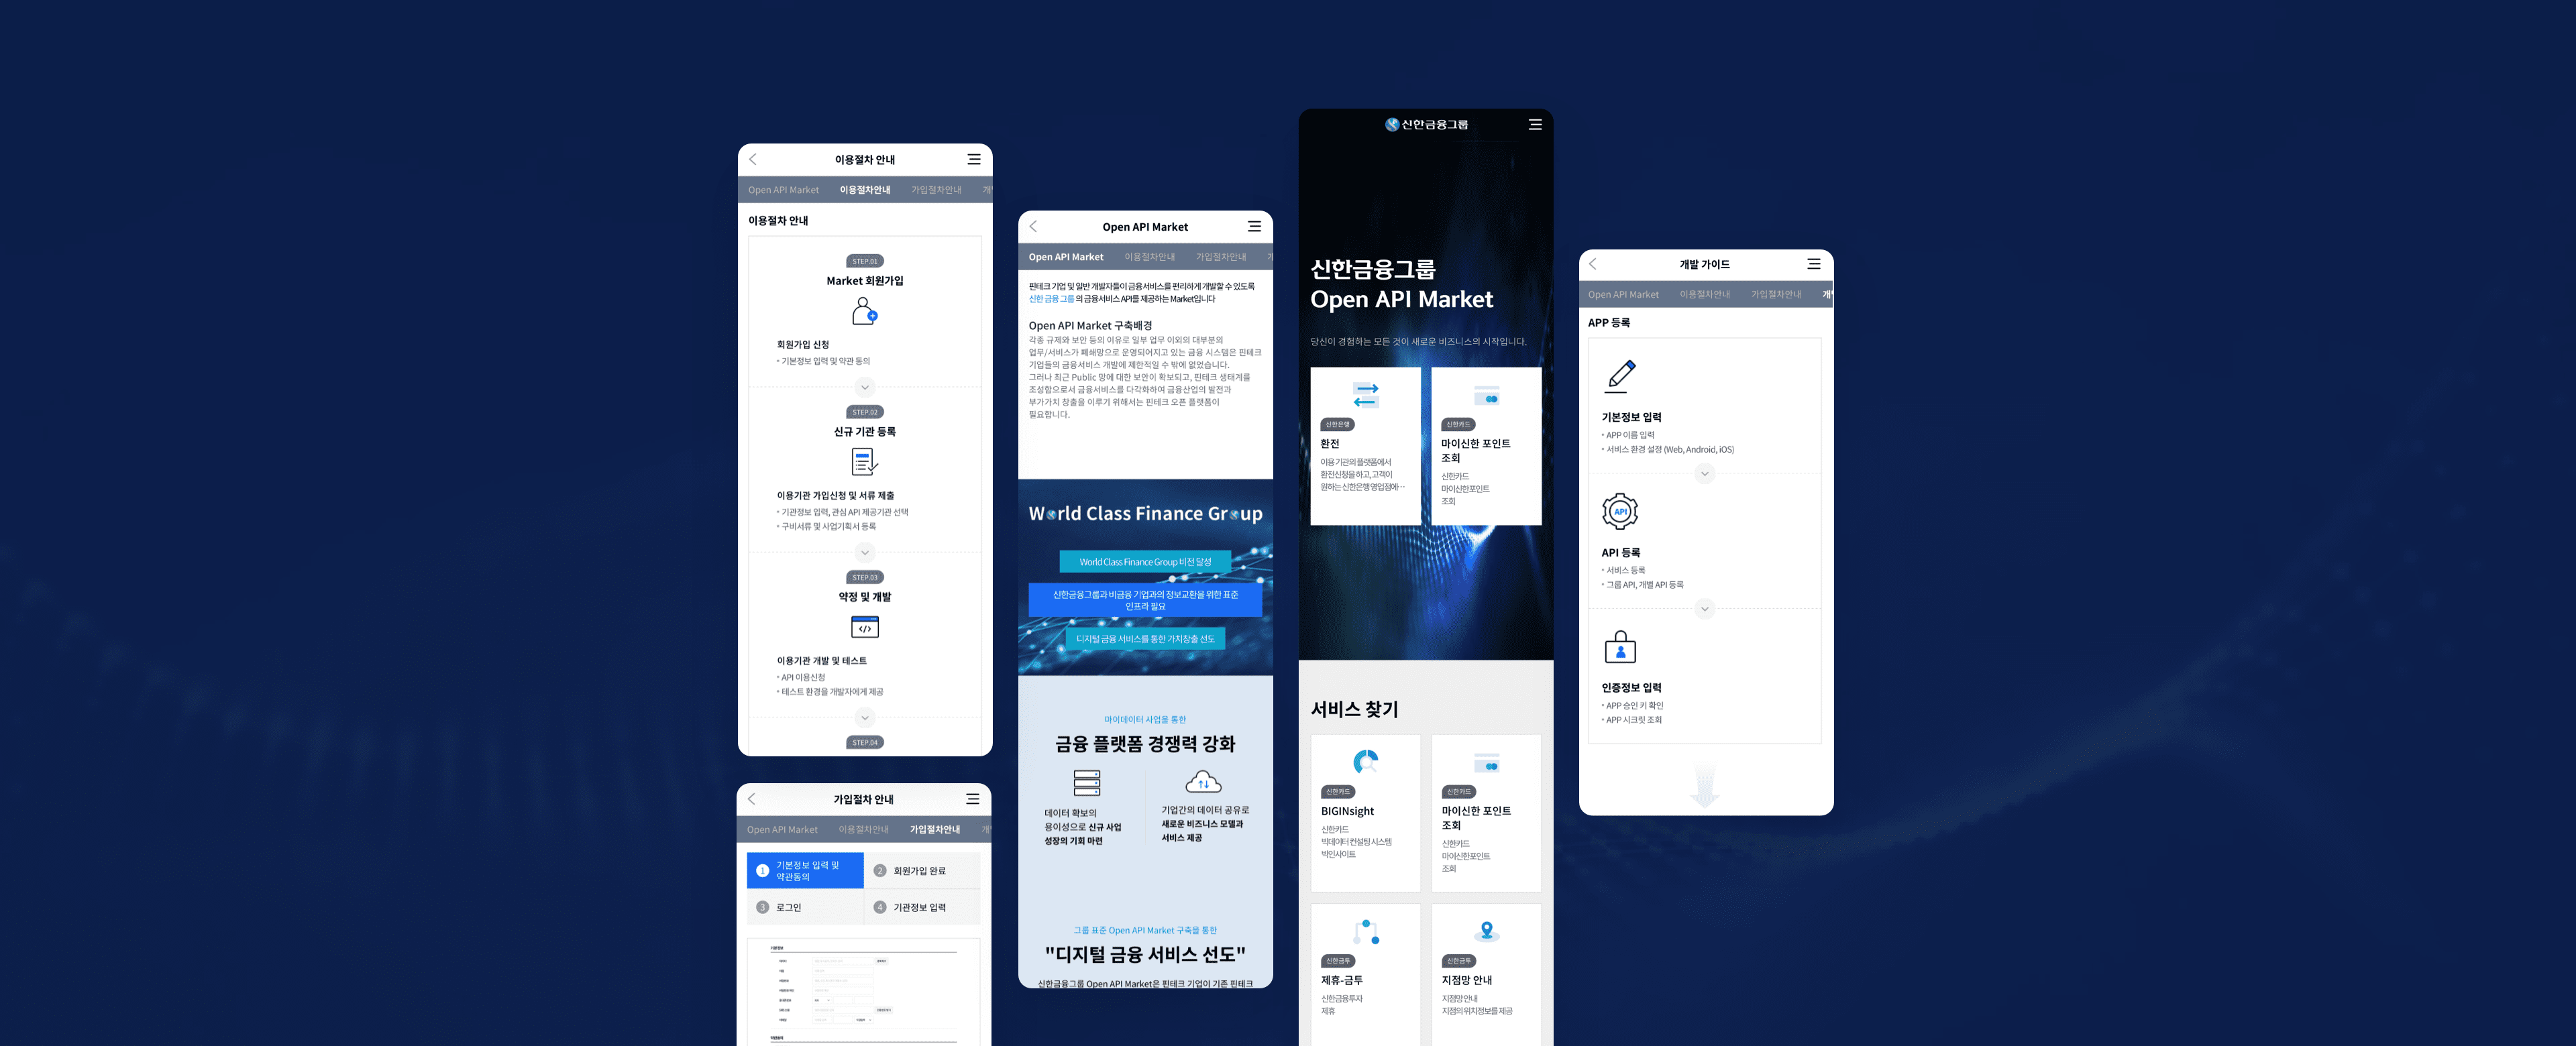 이용절차 안내
Open API Market 이용절차안내 가입절차안내
이용절차 안내
STEP.01
Market 회원가입
회원가입 신청
• 기본정보 입력 및 약관 동의
STEP.02
신규 기관 등록
이용기관 가입신청 및 서류 제출
• 기관정보 입력, 관심 API 제공기관 선택
• 구비서류 및 사업기획서 등록
STEP.03
약정 및 개발
이용기관 개발 및 테스트
• API 이용신청
• 테스트 환경을 개발자에게 제공
STEP.04
가입절차 안내
Open API Market 이용절차안내 가입절차안내
1 기본정보 입력 및
약관동의
2 회원가입 완료
3 로그인
4 기관정보 입력
기본정보
약관동의
Open API Market
Open API Market 이용절차안내 가입절차안내
핀테크 기업 및 일반 개발자들이 금융서비스를 편리하게 개발할 수 있도록
신한 금융 그룹의 금융서비스 API를 제공하는 Market입니다
Open API Market 구축배경
각종 규제와 보안 등의 이유로 일부 업무 이외의 대부분의
업무/서비스가 폐쇄망으로 운영되어지고 있는 금융 시스템은 핀테크
기업들의 금융서비스 개발에 제한적일 수 밖에 없었습니다.
그러나 최근 Public 망에 대한 보안이 확보되고, 핀테크 생태계를
조성함으로서 금융서비스를 다각화하여 금융산업의 발전과
부가가치 창출을 이루기 위해서는 핀테크 오픈 플랫폼이
필요합니다.
World Class Finance Group
World Class Finance Group 비전 달성
신한금융그룹과 비금융 기업과의 정보교환을 위한 표준
인프라 필요
디지털 금융 서비스를 통한 가치창출 선도
마이데이터 사업을 통한
금융 플랫폼 경쟁력 강화
데이터 확보의
용이성으로 신규 사업
성장의 기회 마련
기업간의 데이터 공유로
새로운 비즈니스 모델과
서비스 제공
그룹 표준 Open API Market 구축을 통한
"디지털 금융 서비스 선도"
신한금융그룹 Open API Market은 핀테크 기업이 기존 핀테크
신한금융그룹
신한금융그룹
Open API Market
당신이 경험하는 모든 것이 새로운 비즈니스의 시작입니다.
신한은행
환전
이용 기관의 플랫폼에서
환전신청을 하고, 고객이
원하는 신한은행 영업점에…
신한카드
마이신한 포인트
조회
신한카드
마이신한포인트
조회
서비스 찾기
신한카드
BIGINsight
신한카드
빅데이터 컨설팅 시스템
빅인사이트
신한카드
마이신한 포인트
조회
신한카드
마이신한포인트
조회
신한금투
제휴-금투
신한금융투자
제휴
신한금투
지점망 안내
지점망 안내
지점의 위치정보를 제공
개발 가이드
Open API Market 이용절차안내 가입절차안내
APP 등록
기본정보 입력
• APP 이름 입력
• 서비스 환경 설정 (Web, Android, iOS)
API
API 등록
• 서비스 등록
• 그룹 API, 개별 API 등록
인증정보 입력
• APP 승인 키 확인
• APP 시크릿 조회